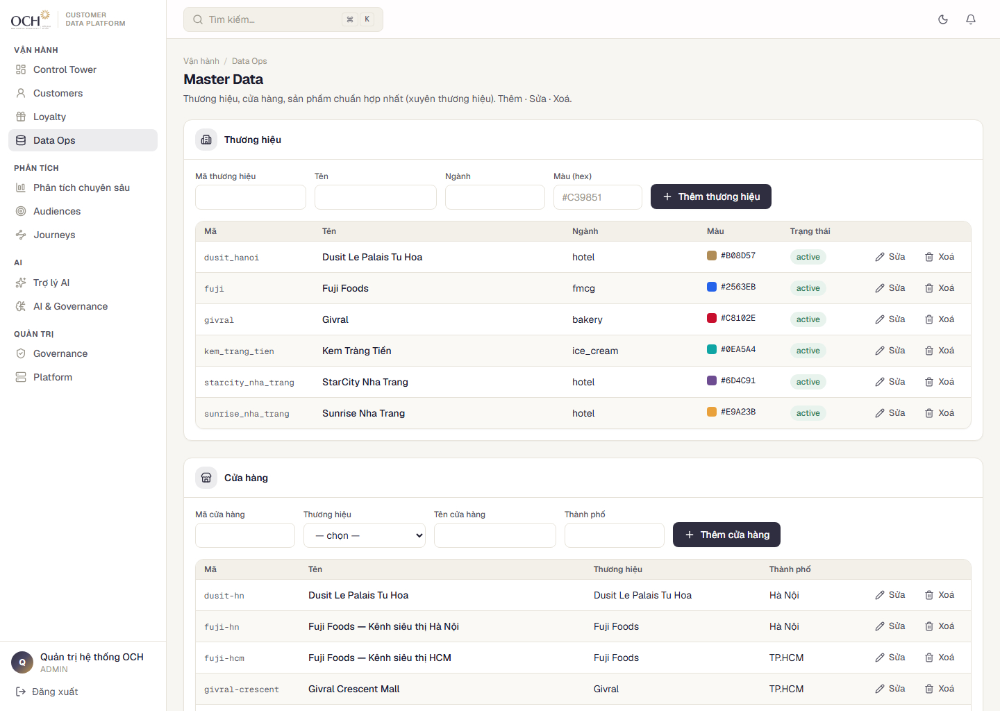 OCH
CUSTOMER
DATA PLATFORM
Tìm kiếm...
⌘ K
VẬN HÀNH
Control Tower
Customers
Loyalty
Data Ops
PHÂN TÍCH
Phân tích chuyên sâu
Audiences
Journeys
AI
Trợ lý AI
AI & Governance
QUẢN TRỊ
Governance
Platform
Q
Quản trị hệ thống OCH
ADMIN
Đăng xuất
Vận hành / Data Ops
Master Data
Thương hiệu, cửa hàng, sản phẩm chuẩn hợp nhất (xuyên thương hiệu). Thêm · Sửa · Xoá.
Thương hiệu
Mã thương hiệu Tên Ngành Màu (hex)
#C39851
Thêm thương hiệu
Mã Tên Ngành Màu Trạng thái
dusit_hanoi Dusit Le Palais Tu Hoa hotel #B08D57 active Sửa Xoá
fuji Fuji Foods fmcg #2563EB active Sửa Xoá
givral Givral bakery #C8102E active Sửa Xoá
kem_trang_tien Kem Tràng Tiền ice_cream #0EA5A4 active Sửa Xoá
starcity_nha_trang StarCity Nha Trang hotel #6D4C91 active Sửa Xoá
sunrise_nha_trang Sunrise Nha Trang hotel #E9A23B active Sửa Xoá
Cửa hàng
Mã cửa hàng Thương hiệu Tên cửa hàng Thành phố
— chọn —
Thêm cửa hàng
Mã Tên Thương hiệu Thành phố
dusit-hn Dusit Le Palais Tu Hoa Dusit Le Palais Tu Hoa Hà Nội Sửa Xoá
fuji-hn Fuji Foods — Kênh siêu thị Hà Nội Fuji Foods Hà Nội Sửa Xoá
fuji-hcm Fuji Foods — Kênh siêu thị HCM Fuji Foods TP.HCM Sửa Xoá
givral-crescent Givral Crescent Mall Givral TP.HCM Sửa Xoá